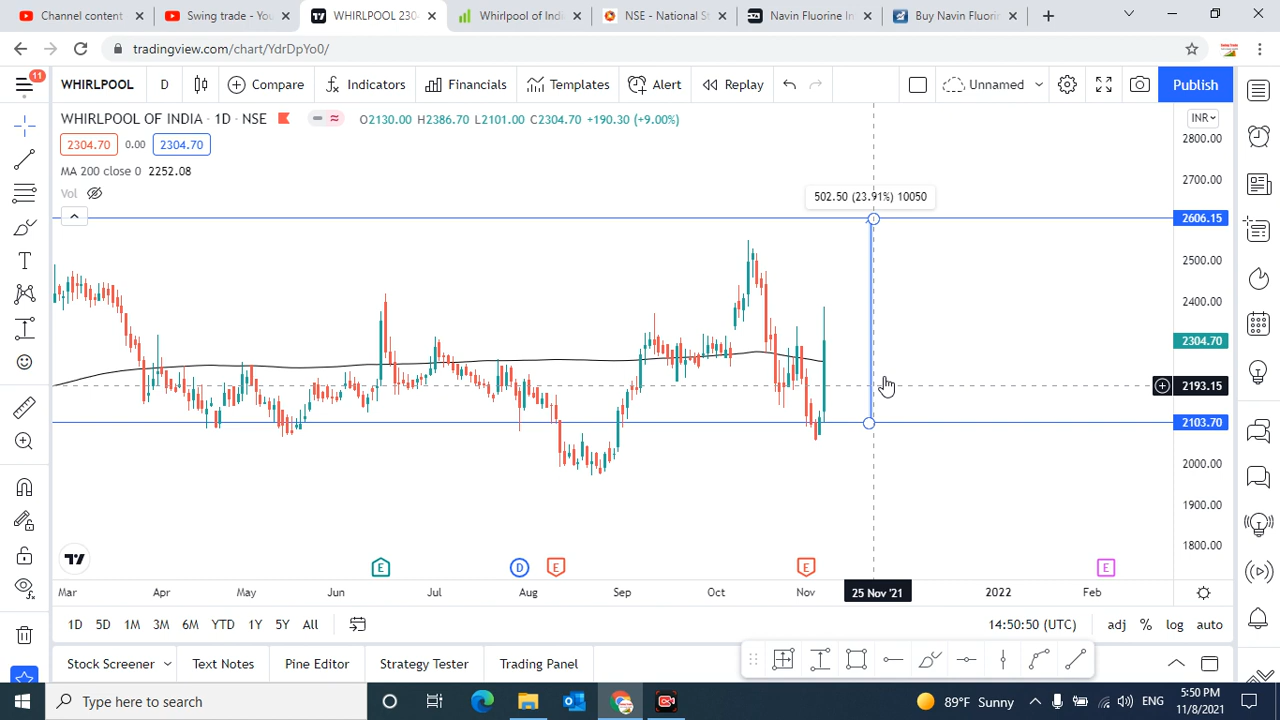 Channel content
Swing trade - You
WHIRLPOOL 230
Whirlpool of Indi
NSE - National St
Navin Fluorine In
Buy Navin Fluorin
tradingview.com/chart/YdrDpYo0/
11
WHIRLPOOL D Compare Indicators Financials Templates Alert Replay Unnamed Publish
WHIRLPOOL OF INDIA · 1D · NSE O2130.00 H2386.70 L2101.00 C2304.70 +190.30 (+9.00%) INR
2304.70 0.00 2304.70
MA 200 close 0 2252.08
Vol
502.50 (23.91%) 10050
2800.00
2700.00
2606.15
2500.00
2400.00
2304.70
2193.15
2103.70
2000.00
1900.00
1800.00
E D E E E
Mar Apr May Jun Jul Aug Sep Oct Nov 25 Nov '21 2022 Feb
1D 5D 1M 3M 6M YTD 1Y 5Y All 14:50:50 (UTC) adj % log auto
Stock Screener Text Notes Pine Editor Strategy Tester Trading Panel
Type here to search
89°F Sunny
ENG
5:50 PM
11/8/2021